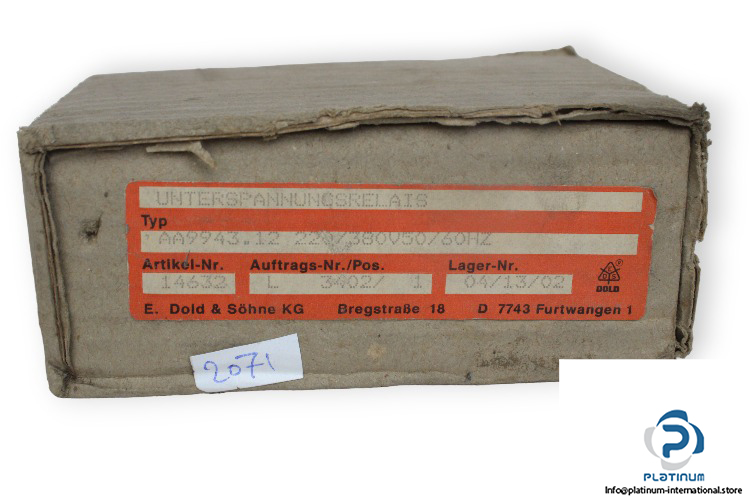 UNTERSPANNUNGSRELAIS
Typ
AA9943.12 220/380V50/60HZ
Artikel-Nr. Auftrags-Nr./Pos. Lager-Nr.
14632 L 3402/ 1 04/13/02
DOLD
E. Dold & Söhne KG Bregstraße 18 D 7743 Furtwangen 1
2071
PLATINUM
Info@platinum-international.store